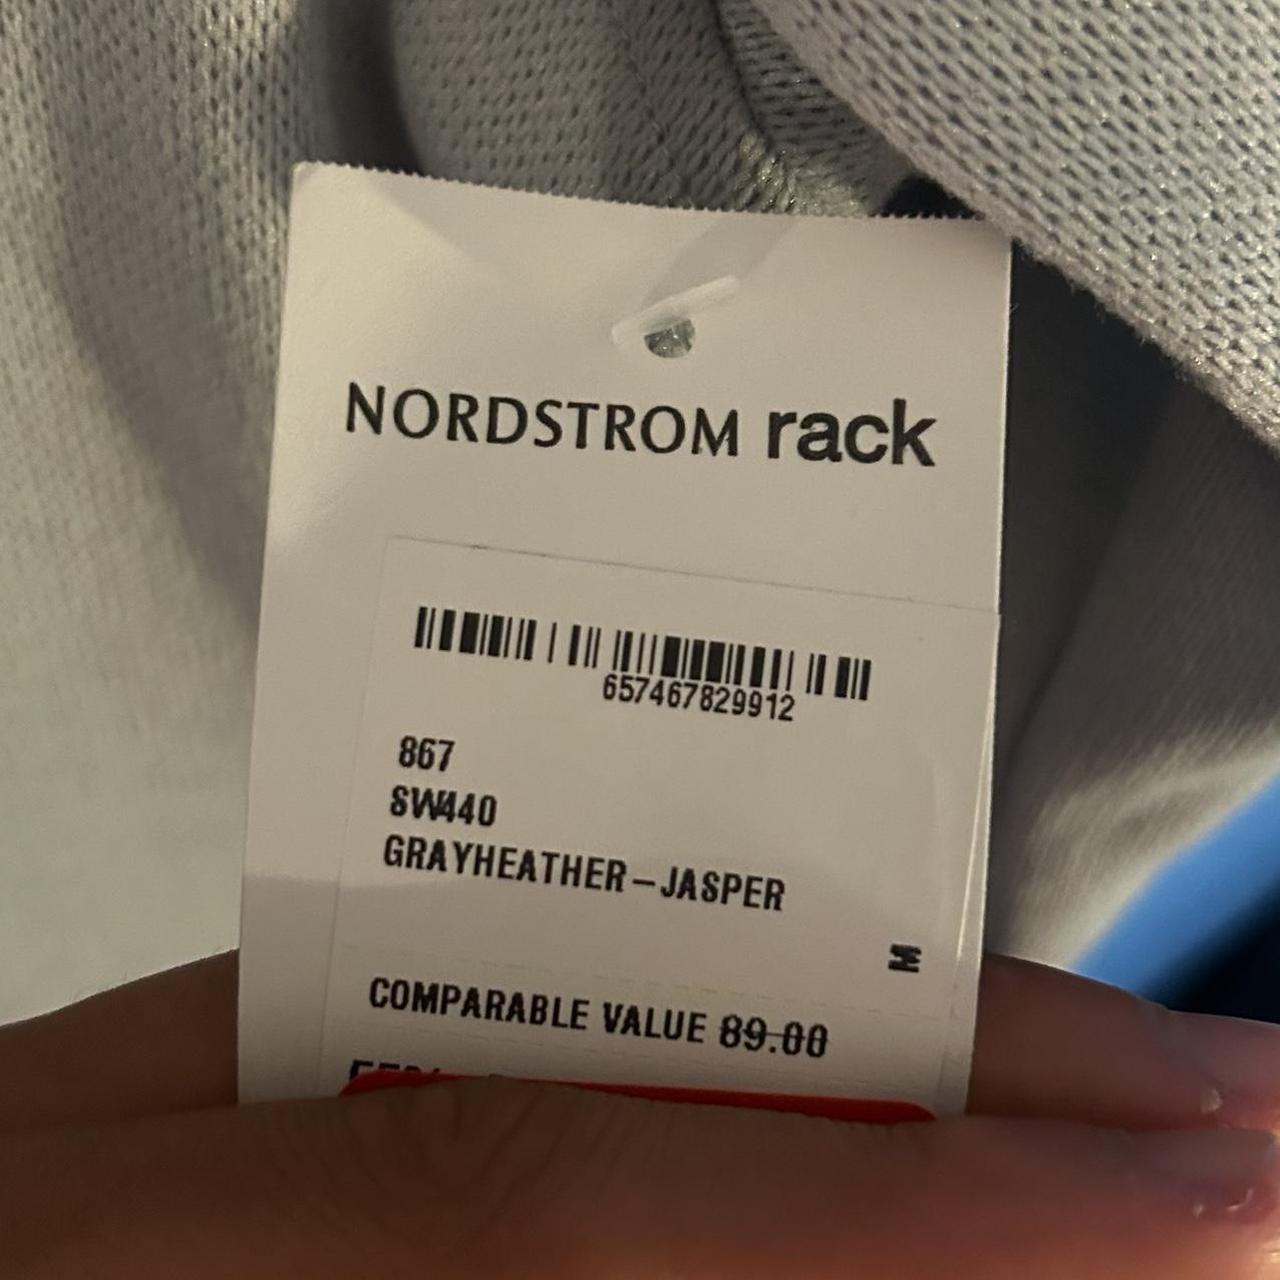 NORDSTROM rack
657467829912
867
SW440
GRAYHEATHER-JASPER
M
COMPARABLE VALUE 89.00